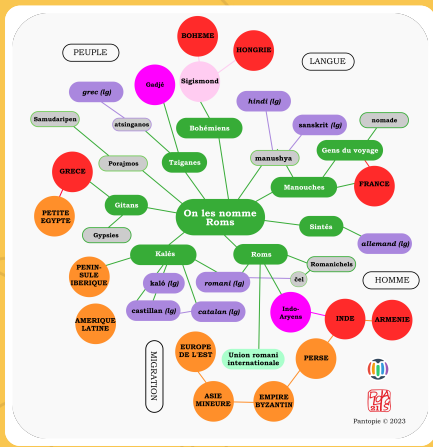 BOHEME
HONGRIE
PEUPLE
LANGUE
Gadjé
Sigismond
grec (lg)
hindi (lg)
sanskrit (lg)
nomade
Samudaripen
atsinganos
Bohémiens
Gens du voyage
Porajmos
Tziganes
manushya
GRECE
Manouches
FRANCE
Gitans
On les nomme
Roms
PETITE
EGYPTE
Sintés
Gypsies
allemand (lg)
Kalés
Roms
Romanichels
PENIN-
SULE
IBERIQUE
kaló (lg)
romani (lg)
čel
HOMME
castillan (lg)
catalan (lg)
Indo-
Aryens
INDE
ARMENIE
AMERIQUE
LATINE
MIGRATION
EUROPE
DE L'EST
Union romani
internationale
PERSE
ASIE
MINEURE
EMPIRE
BYZANTIN
Pantopie © 2023